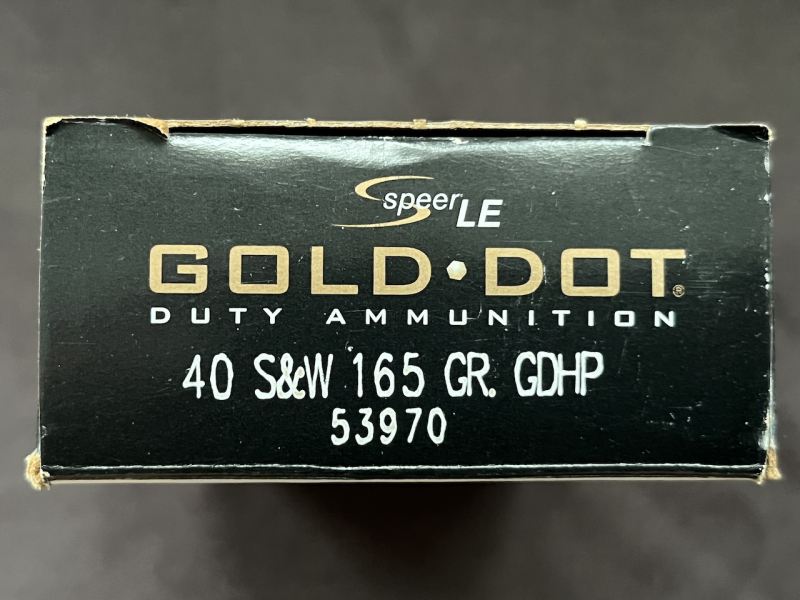 Speer LE
GOLD DOT®
DUTY AMMUNITION
40 S&W 165 GR. GDHP
53970